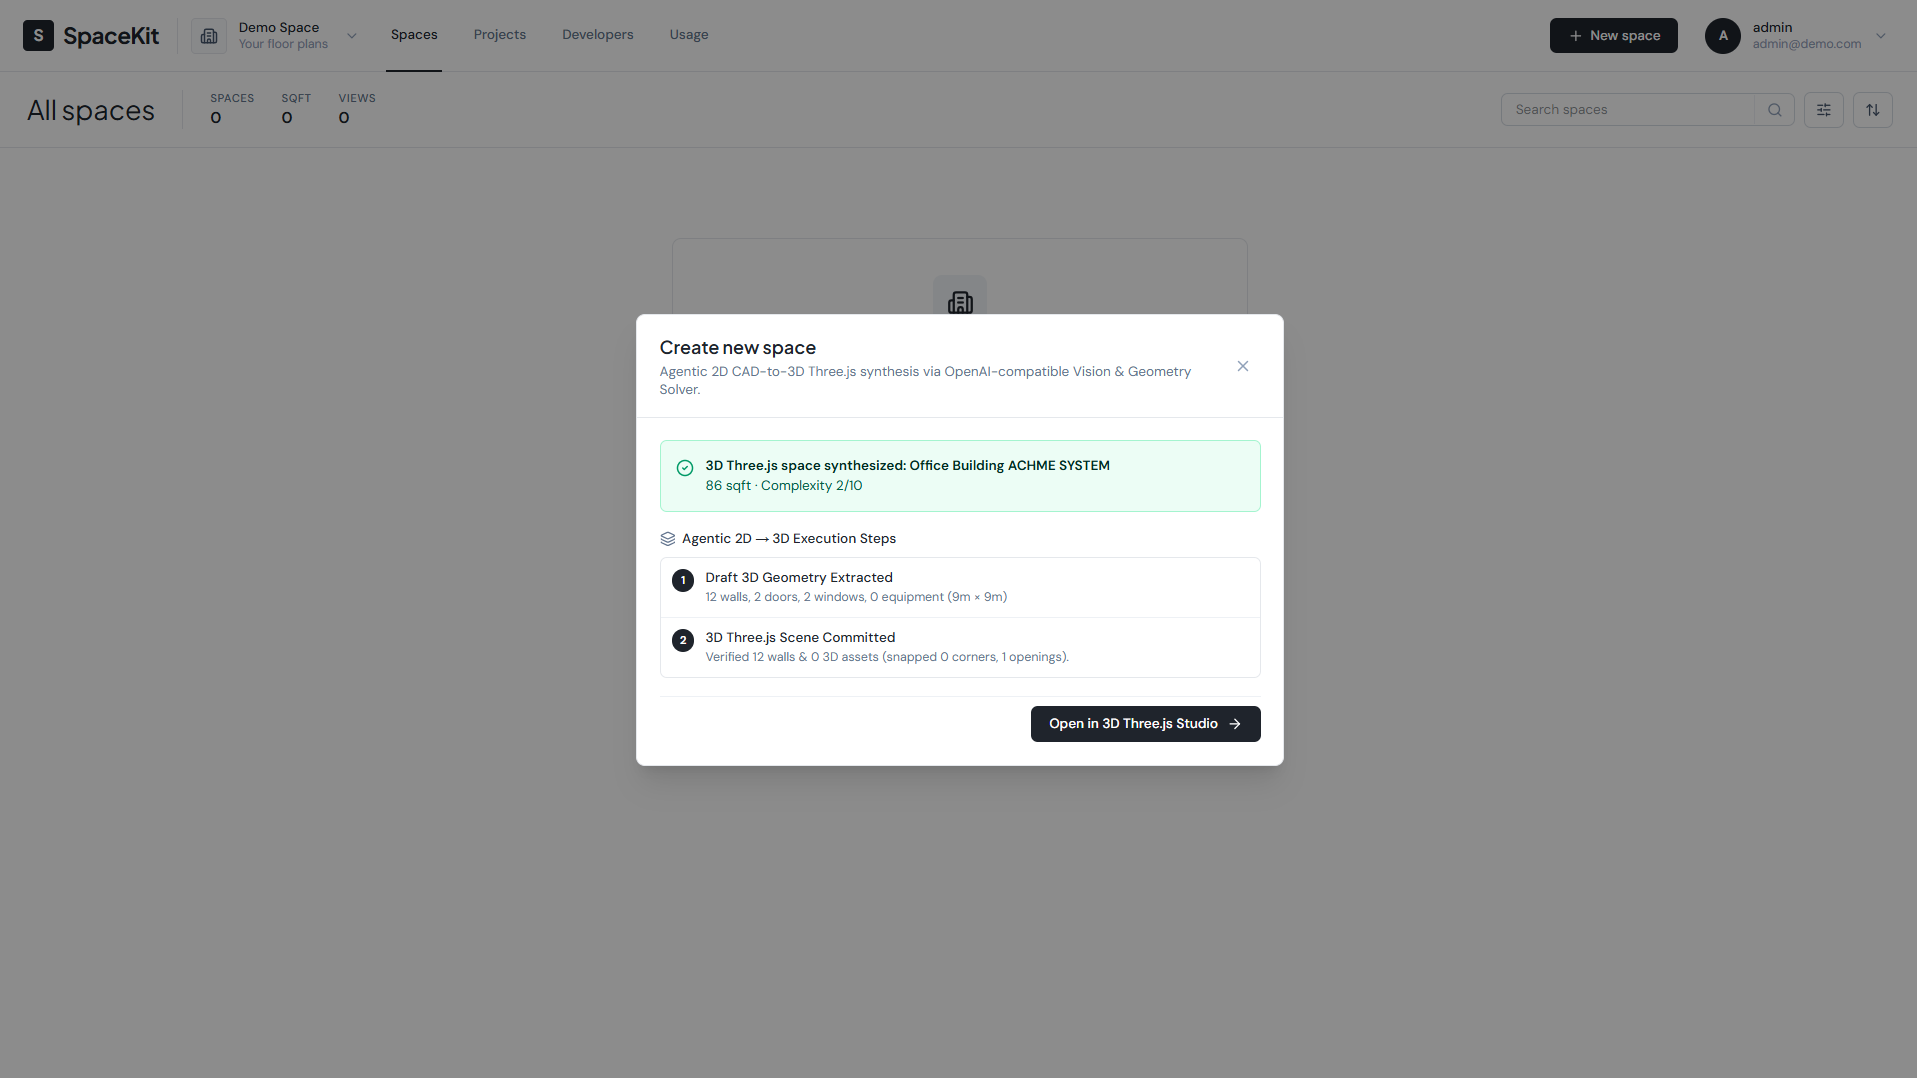 S SpaceKit
Demo Space
Your floor plans
Spaces
Projects
Developers
Usage
New space
A
admin
admin@demo.com
All spaces
SPACES
0
SQFT
0
VIEWS
0
Search spaces
Create new space
Agentic 2D CAD-to-3D Three.js synthesis via OpenAI-compatible Vision & Geometry
Solver.
3D Three.js space synthesized: Office Building ACHME SYSTEM
86 sqft · Complexity 2/10
Agentic 2D → 3D Execution Steps
1
Draft 3D Geometry Extracted
12 walls, 2 doors, 2 windows, 0 equipment (9m × 9m)
2
3D Three.js Scene Committed
Verified 12 walls & 0 3D assets (snapped 0 corners, 1 openings).
Open in 3D Three.js Studio →